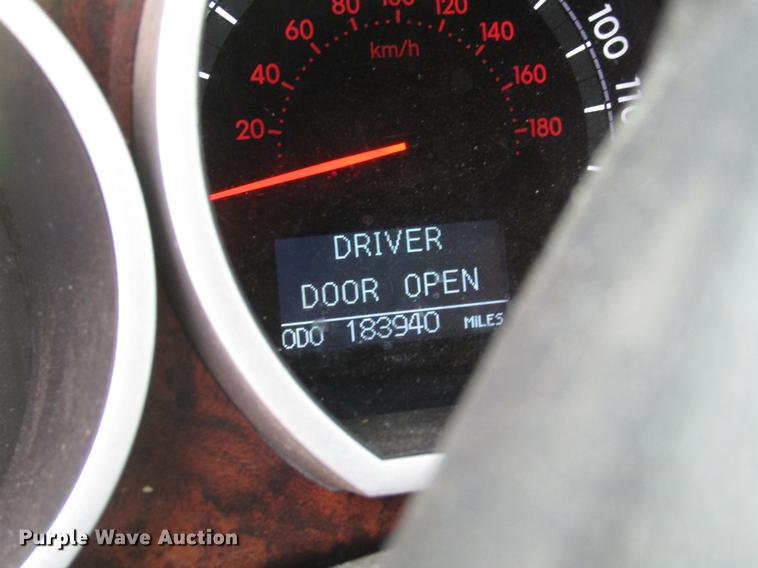 80 100 120
60 km/h 140
40 160
20 180
100
DRIVER
DOOR OPEN
ODO 183940 MILES
Purple Wave Auction